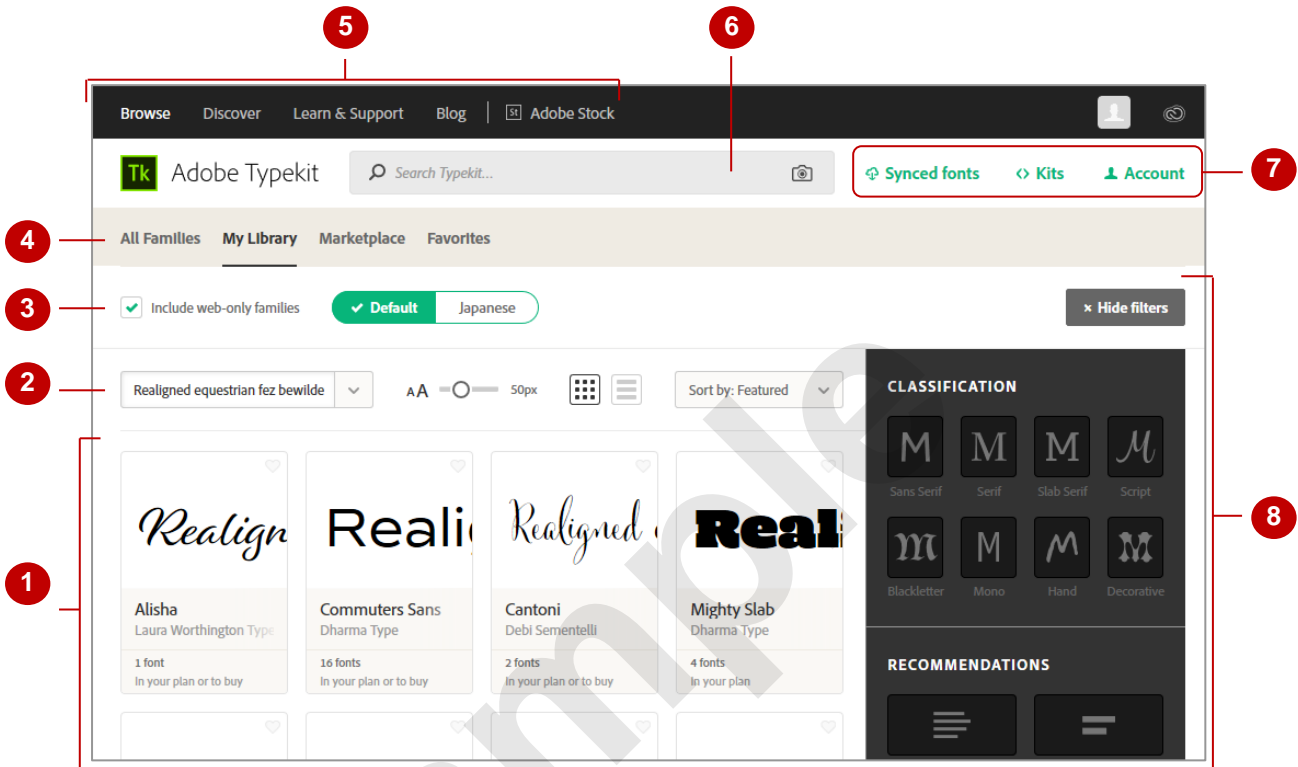 5
6
Browse Discover Learn & Support Blog St Adobe Stock
Tk Adobe Typekit Search Typekit... Synced fonts <> Kits Account
7
4
All Families My Library Marketplace Favorites
3
Include web-only families Default Japanese × Hide filters
2
Realigned equestrian fez bewilde AA 50px Sort by: Featured
CLASSIFICATION
M M M M
Sans Serif Serif Slab Serif Script
8
Realign Reali Realigned Reali
M M M M
Blackletter Mono Hand Decorative
1
Alisha Commuters Sans Cantoni Mighty Slab
Laura Worthington Type Dharma Type Debi Sementelli Dharma Type
1 font 16 fonts 2 fonts 4 fonts
In your plan or to buy In your plan or to buy In your plan or to buy In your plan
RECOMMENDATIONS